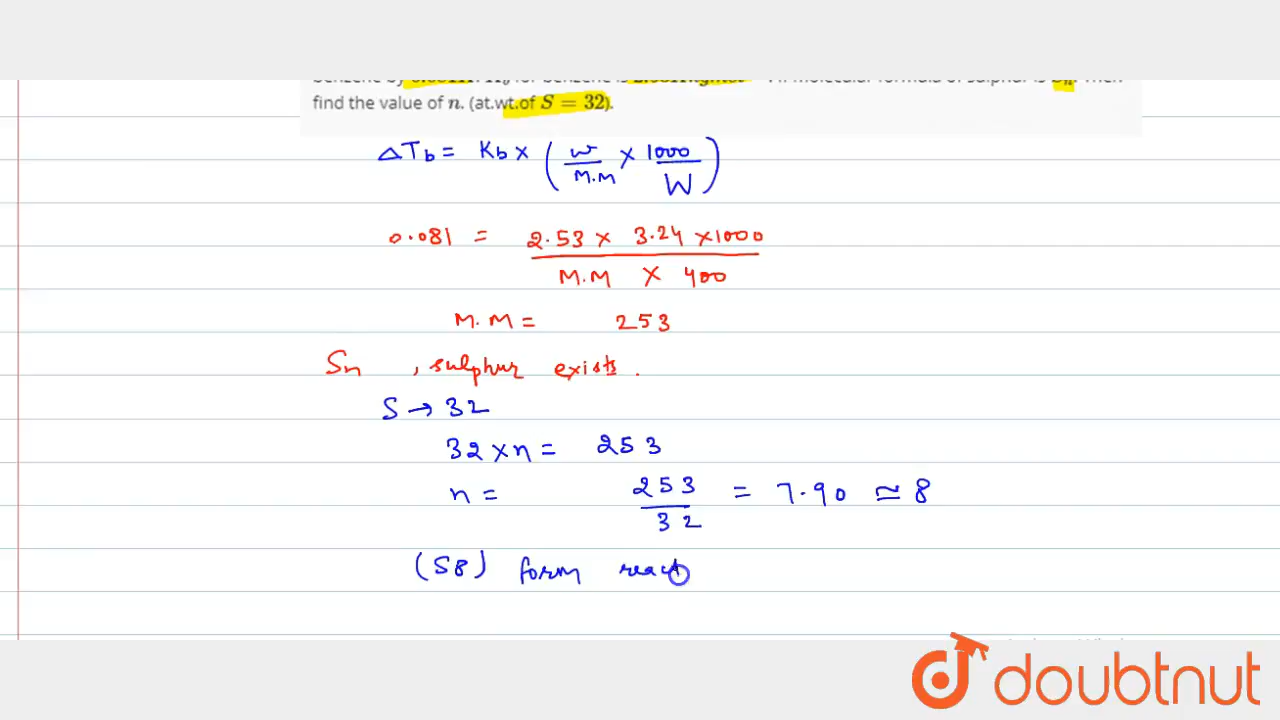 find the value of n. (at.wt.of S = 32).
ΔTb = Kb × ( w/M.M × 1000/W )
0.081 = 2.53 × 3.24 × 1000 / M.M × 400
M.M = 253
Sn , sulphur exists .
S → 32
32 × n = 253
n = 253/32 = 7.90 ≃ 8
(S8) form react
doubtnut